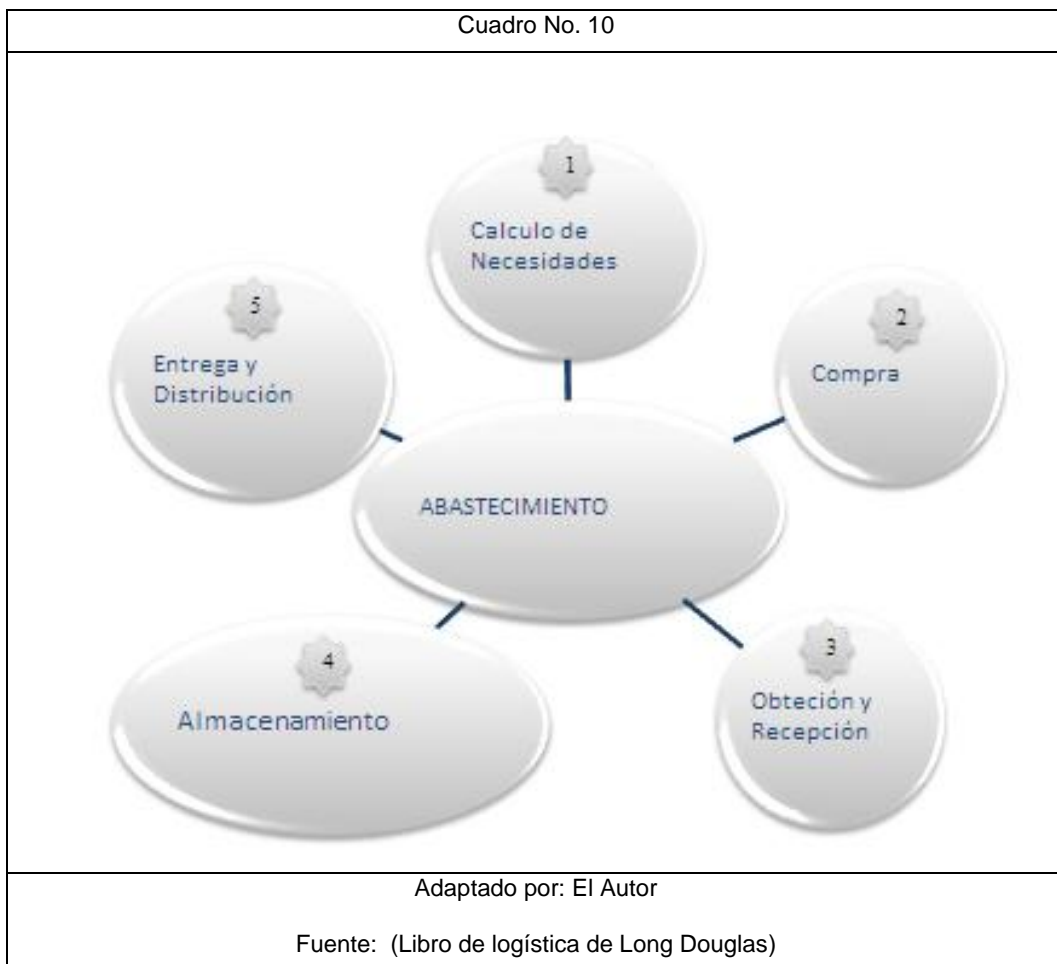 Cuadro No. 10
1
Calculo de
Necesidades
2
Compra
3
Obteción y
Recepción
4
Almacenamiento
5
Entrega y
Distribución
ABASTECIMIENTO
Adaptado por: El Autor
Fuente: (Libro de logística de Long Douglas)